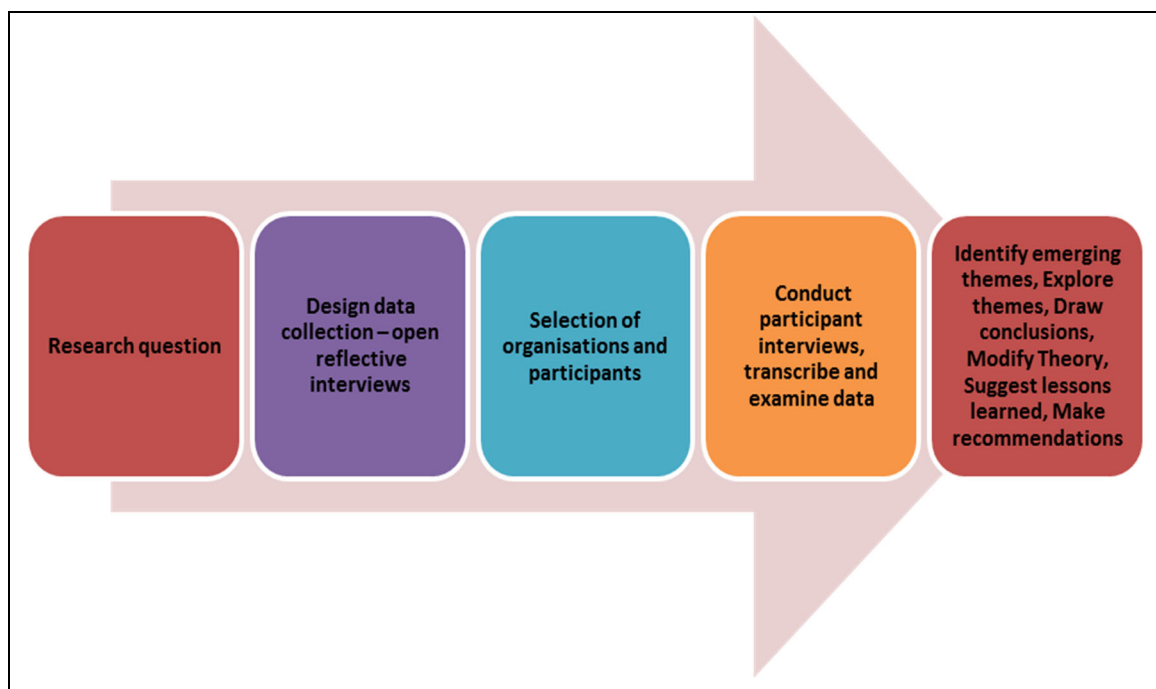 Research question
Design data
collection – open
reflective
interviews
Selection of
organisations and
participants
Conduct
participant
interviews,
transcribe and
examine data
Identify emerging
themes, Explore
themes, Draw
conclusions,
Modify Theory,
Suggest lessons
learned, Make
recommendations